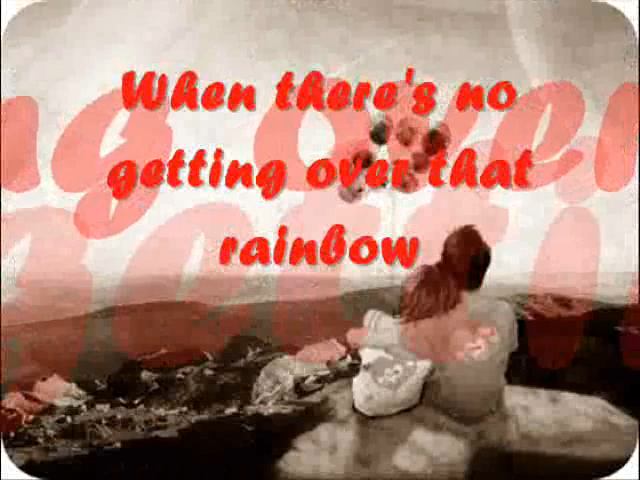 When there's no
getting over that
rainbow